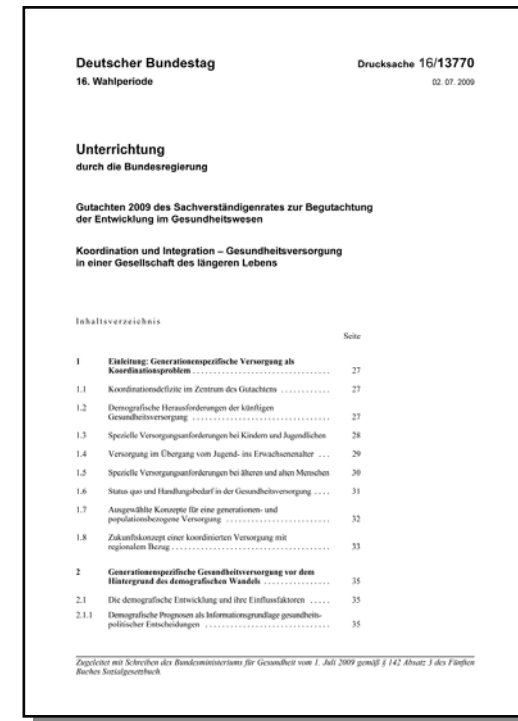 Deutscher Bundestag Drucksache 16/13770
16. Wahlperiode 02. 07. 2009
Unterrichtung
durch die Bundesregierung
Gutachten 2009 des Sachverständigenrates zur Begutachtung
der Entwicklung im Gesundheitswesen
Koordination und Integration – Gesundheitsversorgung
in einer Gesellschaft des längeren Lebens
Inhaltsverzeichnis
Seite
1 Einleitung: Generationenspezifische Versorgung als
Koordinationsproblem ................................ 27
1.1 Koordinationsdefizite im Zentrum des Gutachtens ............ 27
1.2 Demografische Herausforderungen der künftigen
Gesundheitsversorgung ................................ 27
1.3 Spezielle Versorgungsanforderungen bei Kindern und Jugendlichen 28
1.4 Versorgung im Übergang vom Jugend- ins Erwachsenenalter ... 29
1.5 Spezielle Versorgungsanforderungen bei älteren und alten Menschen 30
1.6 Status quo und Handlungsbedarf in der Gesundheitsversorgung .... 31
1.7 Ausgewählte Konzepte für eine generationen- und
populationsbezogene Versorgung ........................ 32
1.8 Zukunftskonzept einer koordinierten Versorgung mit
regionalem Bezug ..................................... 33
2 Generationenspezifische Gesundheitsversorgung vor dem
Hintergrund des demografischen Wandels ................ 35
2.1 Die demografische Entwicklung und ihre Einflussfaktoren ..... 35
2.1.1 Demografische Prognosen als Informationsgrundlage gesundheits-
politischer Entscheidungen ............................... 35
Zugeleitet mit Schreiben des Bundesministeriums für Gesundheit vom 1. Juli 2009 gemäß § 142 Absatz 3 des Fünften
Buches Sozialgesetzbuch.